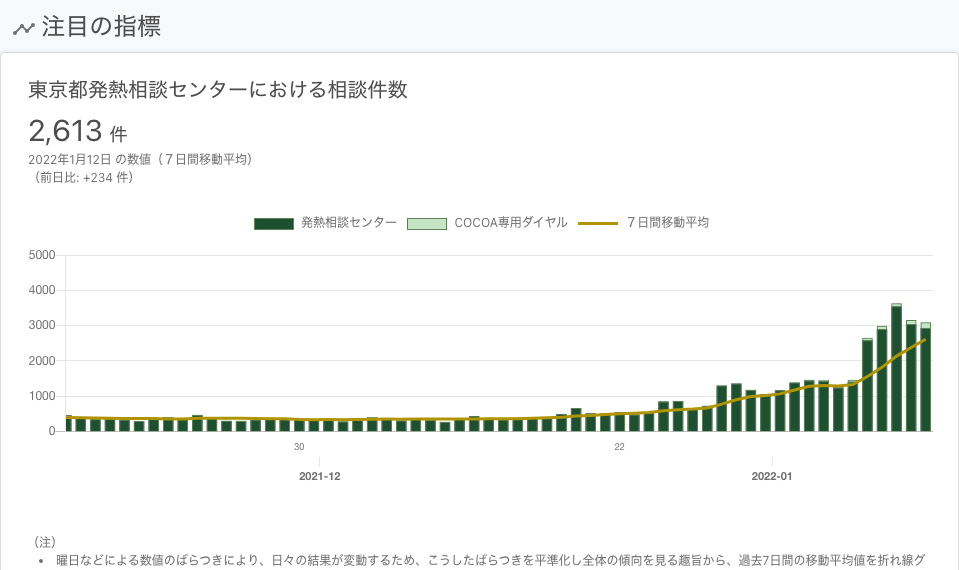 注目の指標
東京都発熱相談センターにおける相談件数
2,613 件
2022年1月12日 の数値（７日間移動平均）
（前日比: +234 件）
発熱相談センター COCOA専用ダイヤル ７日間移動平均
5000
4000
3000
2000
1000
0
30 22
2021-12 2022-01
（注）
• 曜日などによる数値のばらつきにより、日々の結果が変動するため、こうしたばらつきを平準化し全体の傾向を見る趣旨から、過去7日間の移動平均値を折れ線グ